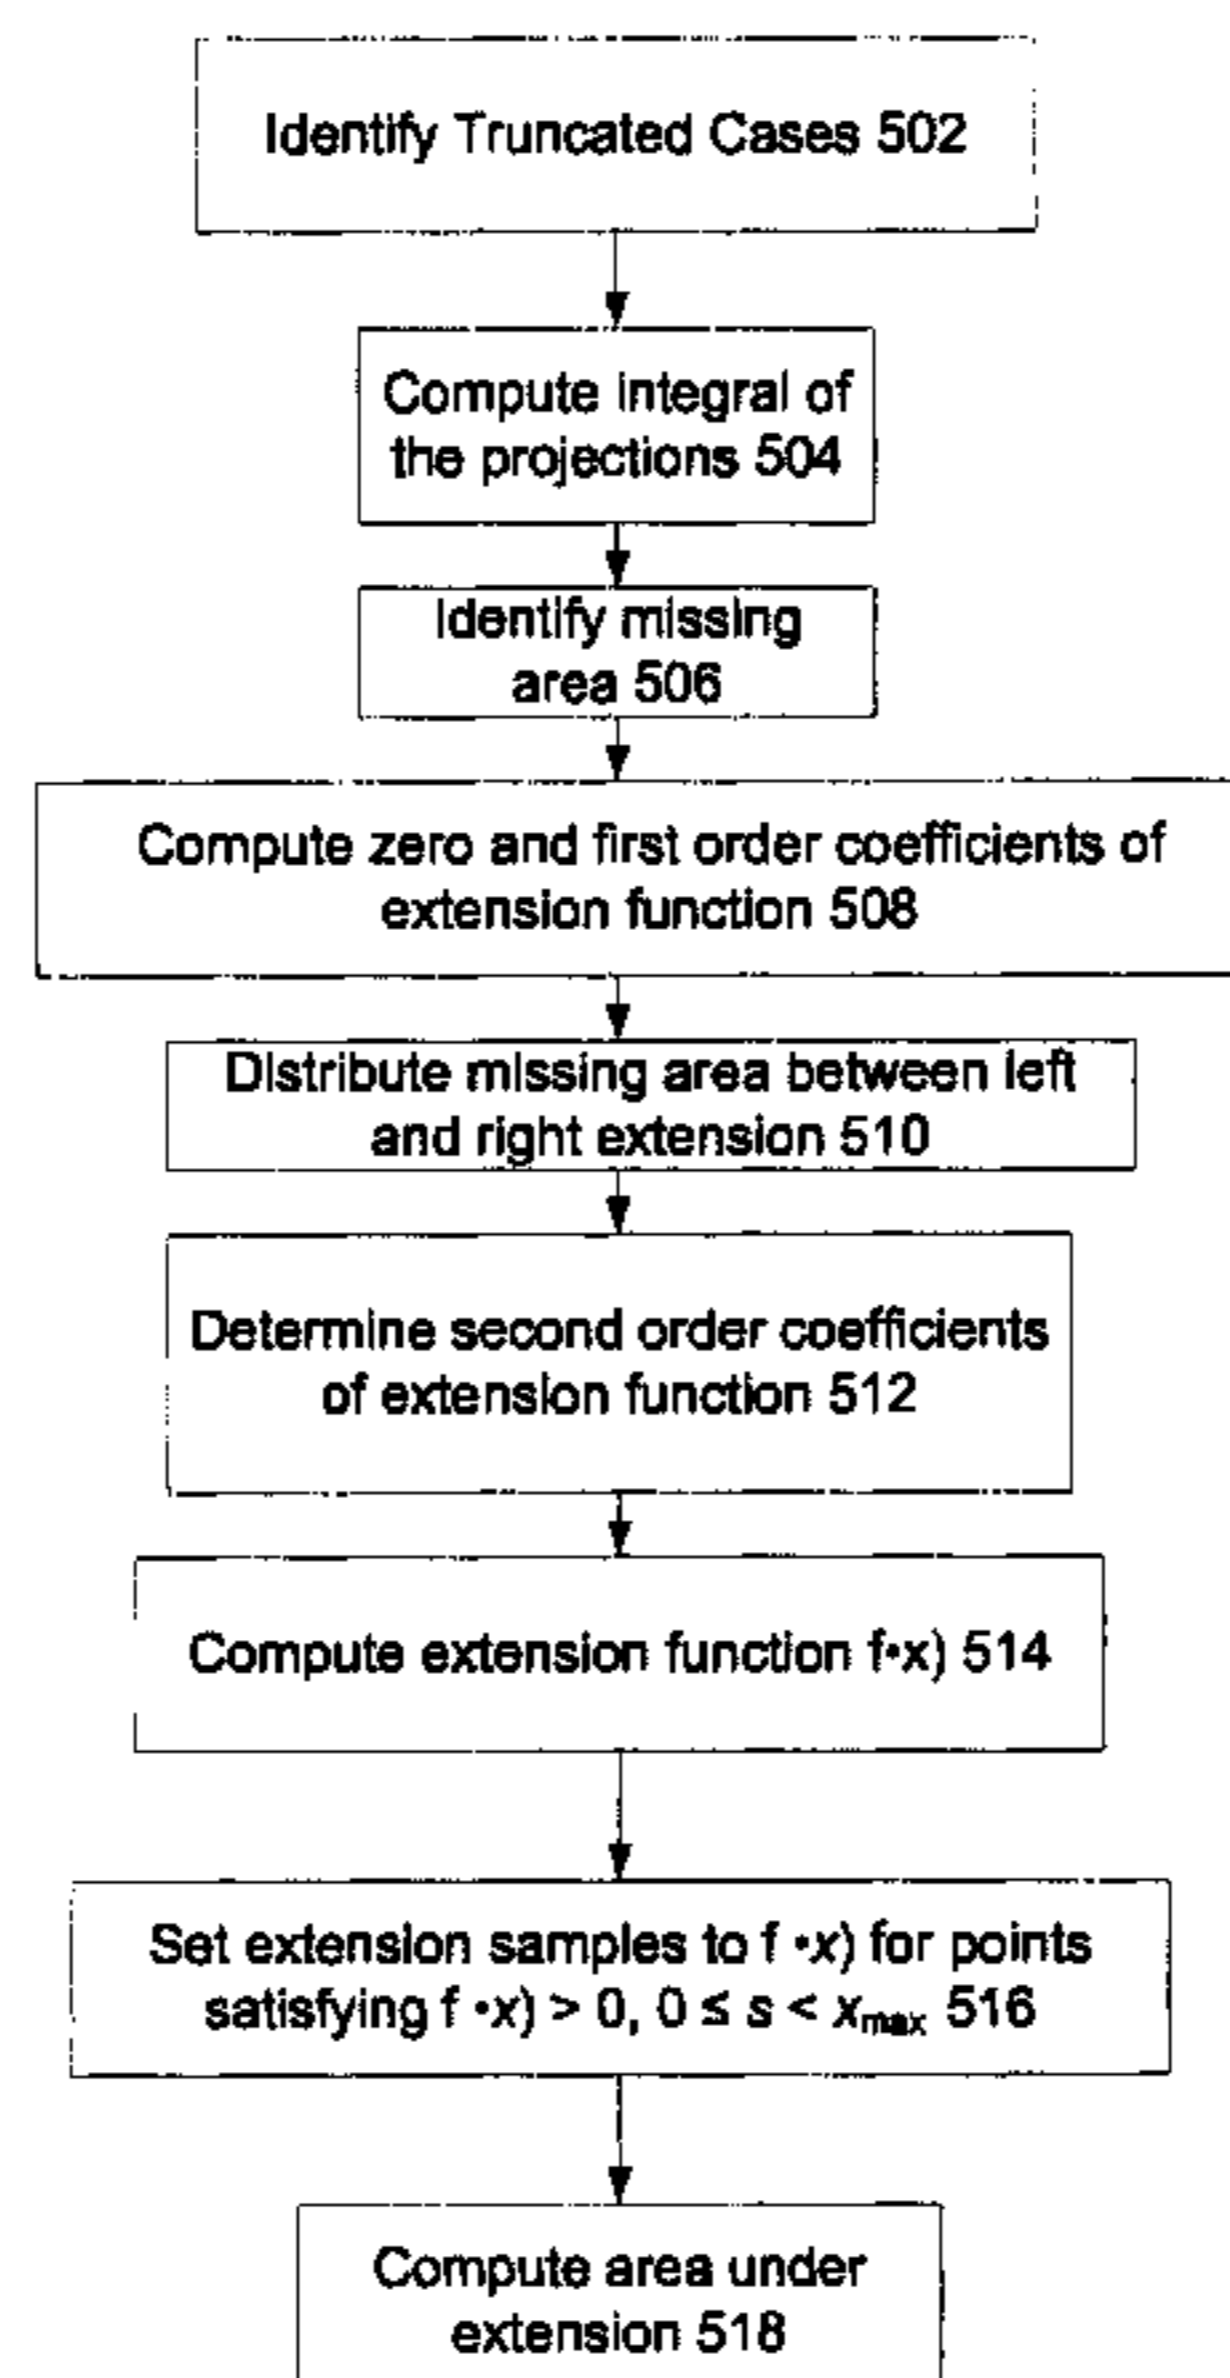 Identify Truncated Cases 502
Compute integral of
the projections 504
Identify missing
area 506
Compute zero and first order coefficients of
extension function 508
Distribute missing area between left
and right extension 510
Determine second order coefficients
of extension function 512
Compute extension function f•x) 514
Set extension samples to f •x) for points
satisfying f •x) > 0, 0 ≤ s < xmax 516
Compute area under
extension 518